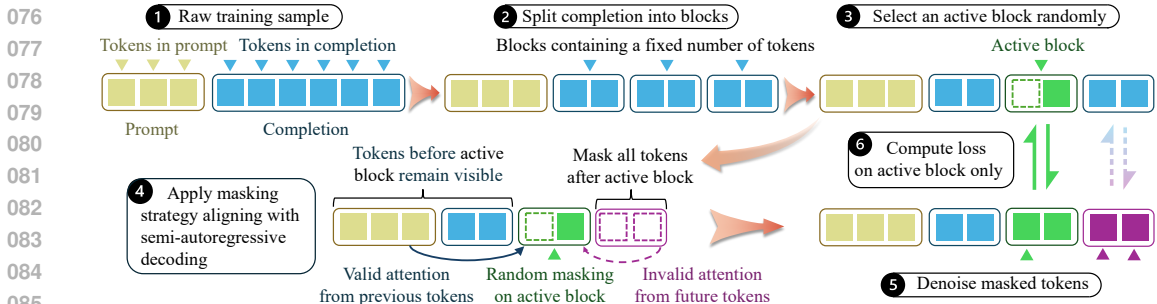 076
1 Raw training sample
2 Split completion into blocks
3 Select an active block randomly
077
Tokens in prompt Tokens in completion
Blocks containing a fixed number of tokens
Active block
078
079
Prompt
Completion
080
Tokens before active
block remain visible
Mask all tokens
after active block
6 Compute loss
on active block only
081
4 Apply masking
strategy aligning with
semi-autoregressive
decoding
082
083
084
Valid attention
from previous tokens
Random masking
on active block
Invalid attention
from future tokens
5 Denoise masked tokens
085